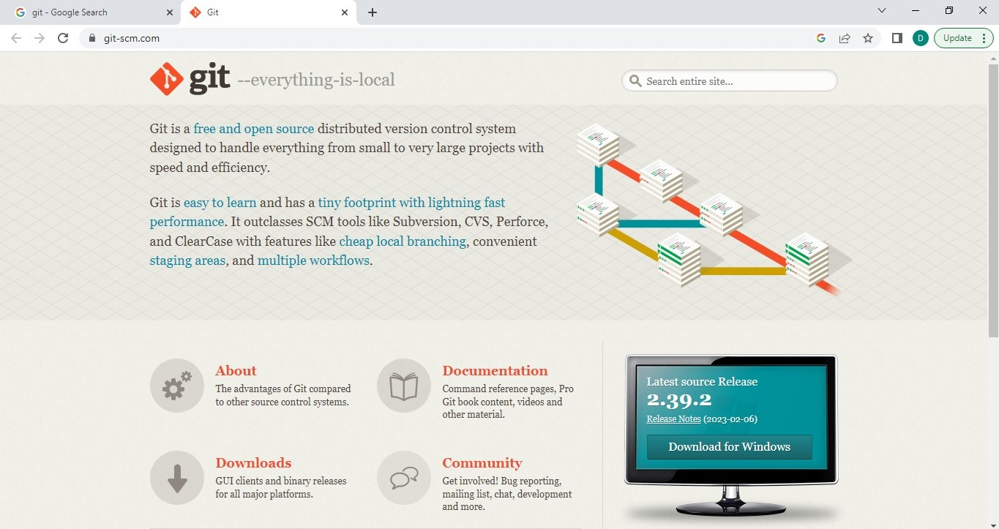 git - Google Search
Git
git-scm.com
D
Update
git --everything-is-local
Search entire site...
Git is a free and open source distributed version control system
designed to handle everything from small to very large projects with
speed and efficiency.
Git is easy to learn and has a tiny footprint with lightning fast
performance. It outclasses SCM tools like Subversion, CVS, Perforce,
and ClearCase with features like cheap local branching, convenient
staging areas, and multiple workflows.
About
The advantages of Git compared
to other source control systems.
Documentation
Command reference pages, Pro
Git book content, videos and
other material.
Downloads
GUI clients and binary releases
for all major platforms.
Community
Get involved! Bug reporting,
mailing list, chat, development
and more.
Latest source Release
2.39.2
Release Notes (2023-02-06)
Download for Windows